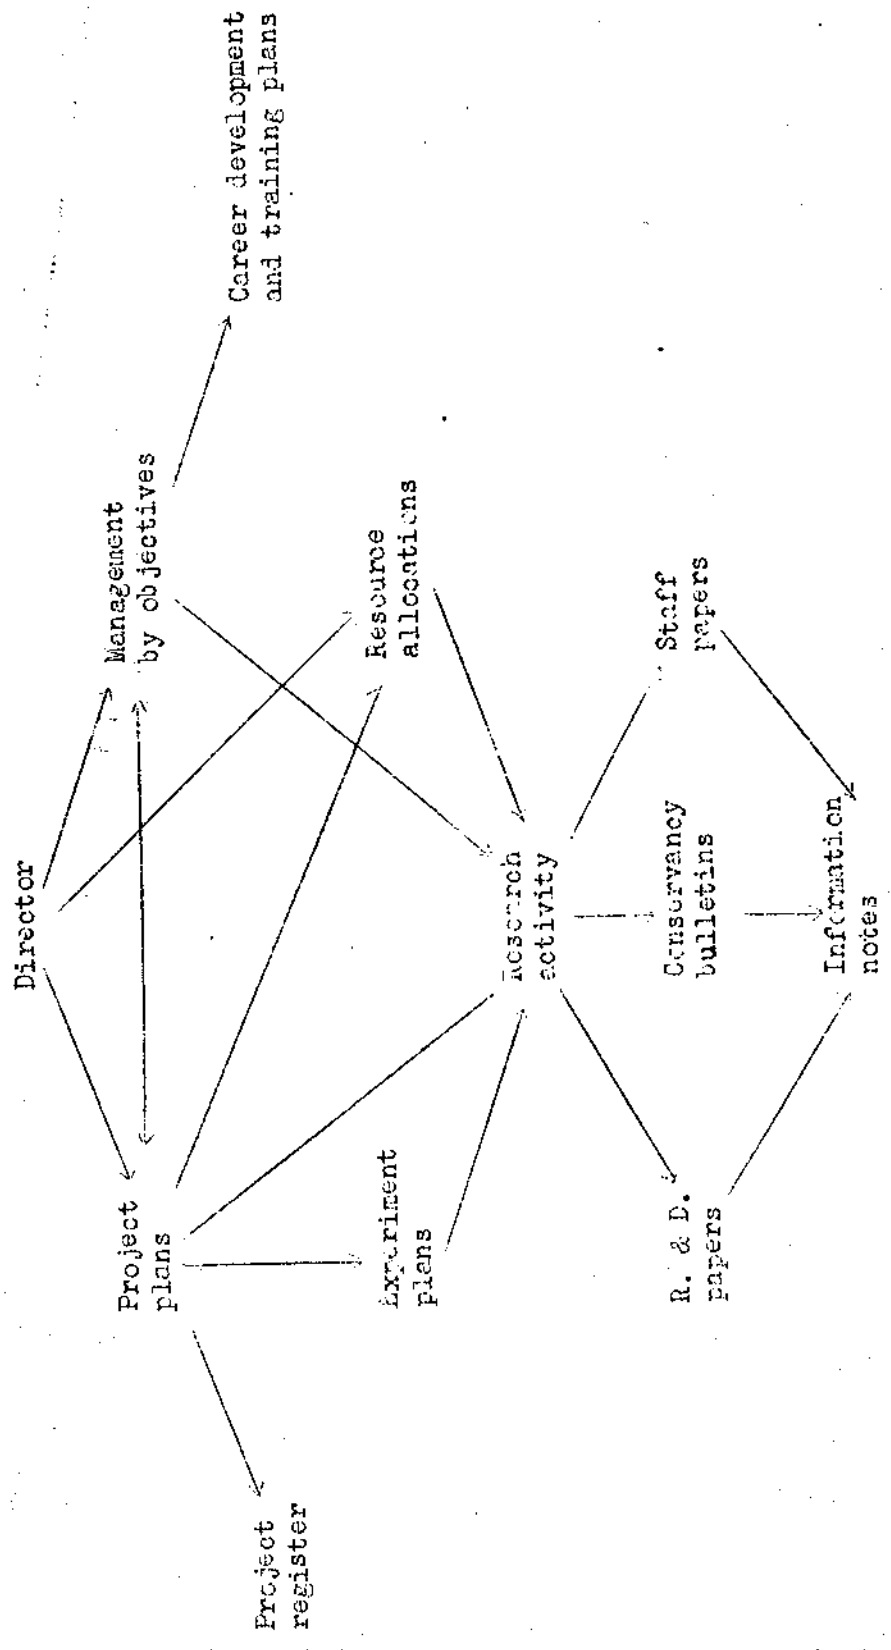 Director
Project
plans
Management
by objectives
Project
register
Career development
and training plans
Experiment
plans
Resource
allocations
Research
activity
R. & D.
papers
Conservancy
bulletins
Staff
papers
Information
notes